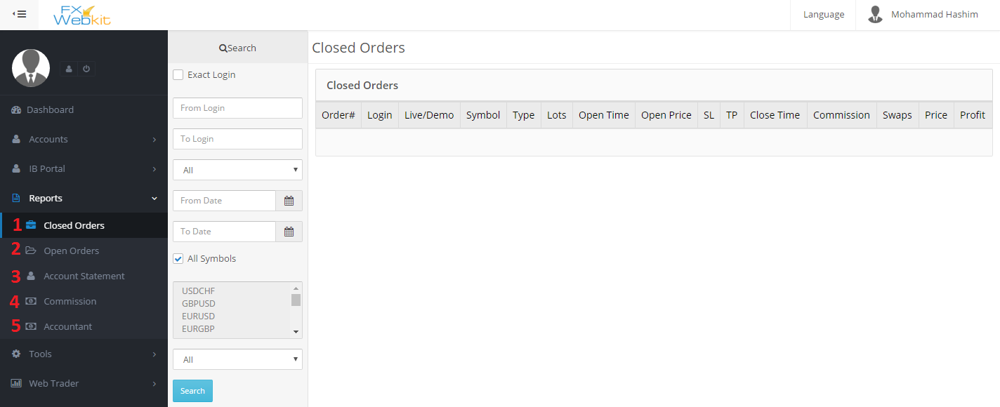 FX
Webkit
Language
Mohammad Hashim
Dashboard
Accounts
IB Portal
Reports
1 Closed Orders
2 Open Orders
3 Account Statement
4 Commission
5 Accountant
Tools
Web Trader
Search
Exact Login
From Login
To Login
All
From Date
To Date
All Symbols
USDCHF
GBPUSD
EURUSD
EURGBP
All
Search
Closed Orders
Closed Orders
Order# Login Live/Demo Symbol Type Lots Open Time Open Price SL TP Close Time Commission Swaps Price Profit